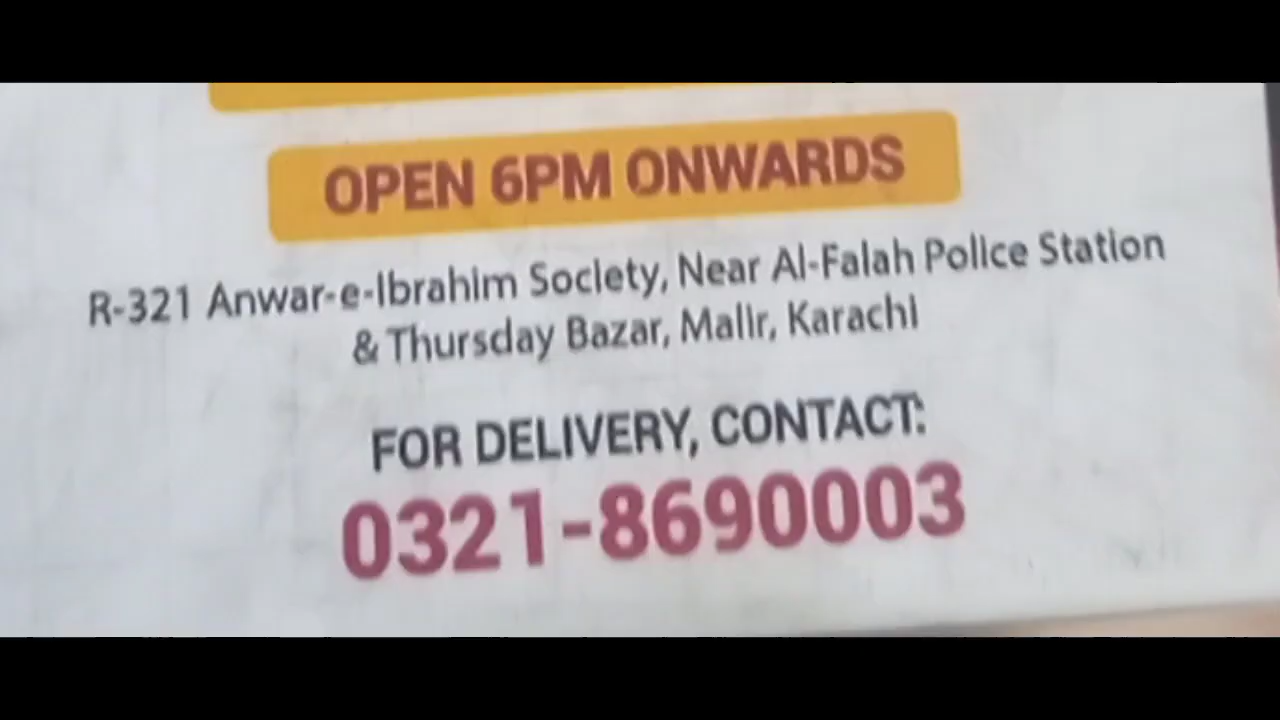 OPEN 6PM ONWARDS
R-321 Anwar-e-Ibrahim Society, Near Al-Falah Police Station
& Thursday Bazar, Malir, Karachi
FOR DELIVERY, CONTACT:
0321-8690003